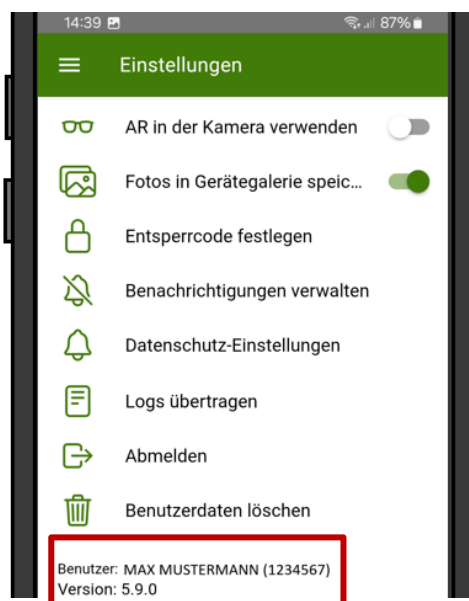 14:39 87%
Einstellungen
AR in der Kamera verwenden
Fotos in Gerätegalerie speic...
Entsperrcode festlegen
Benachrichtigungen verwalten
Datenschutz-Einstellungen
Logs übertragen
Abmelden
Benutzerdaten löschen
Benutzer: MAX MUSTERMANN (1234567)
Version: 5.9.0